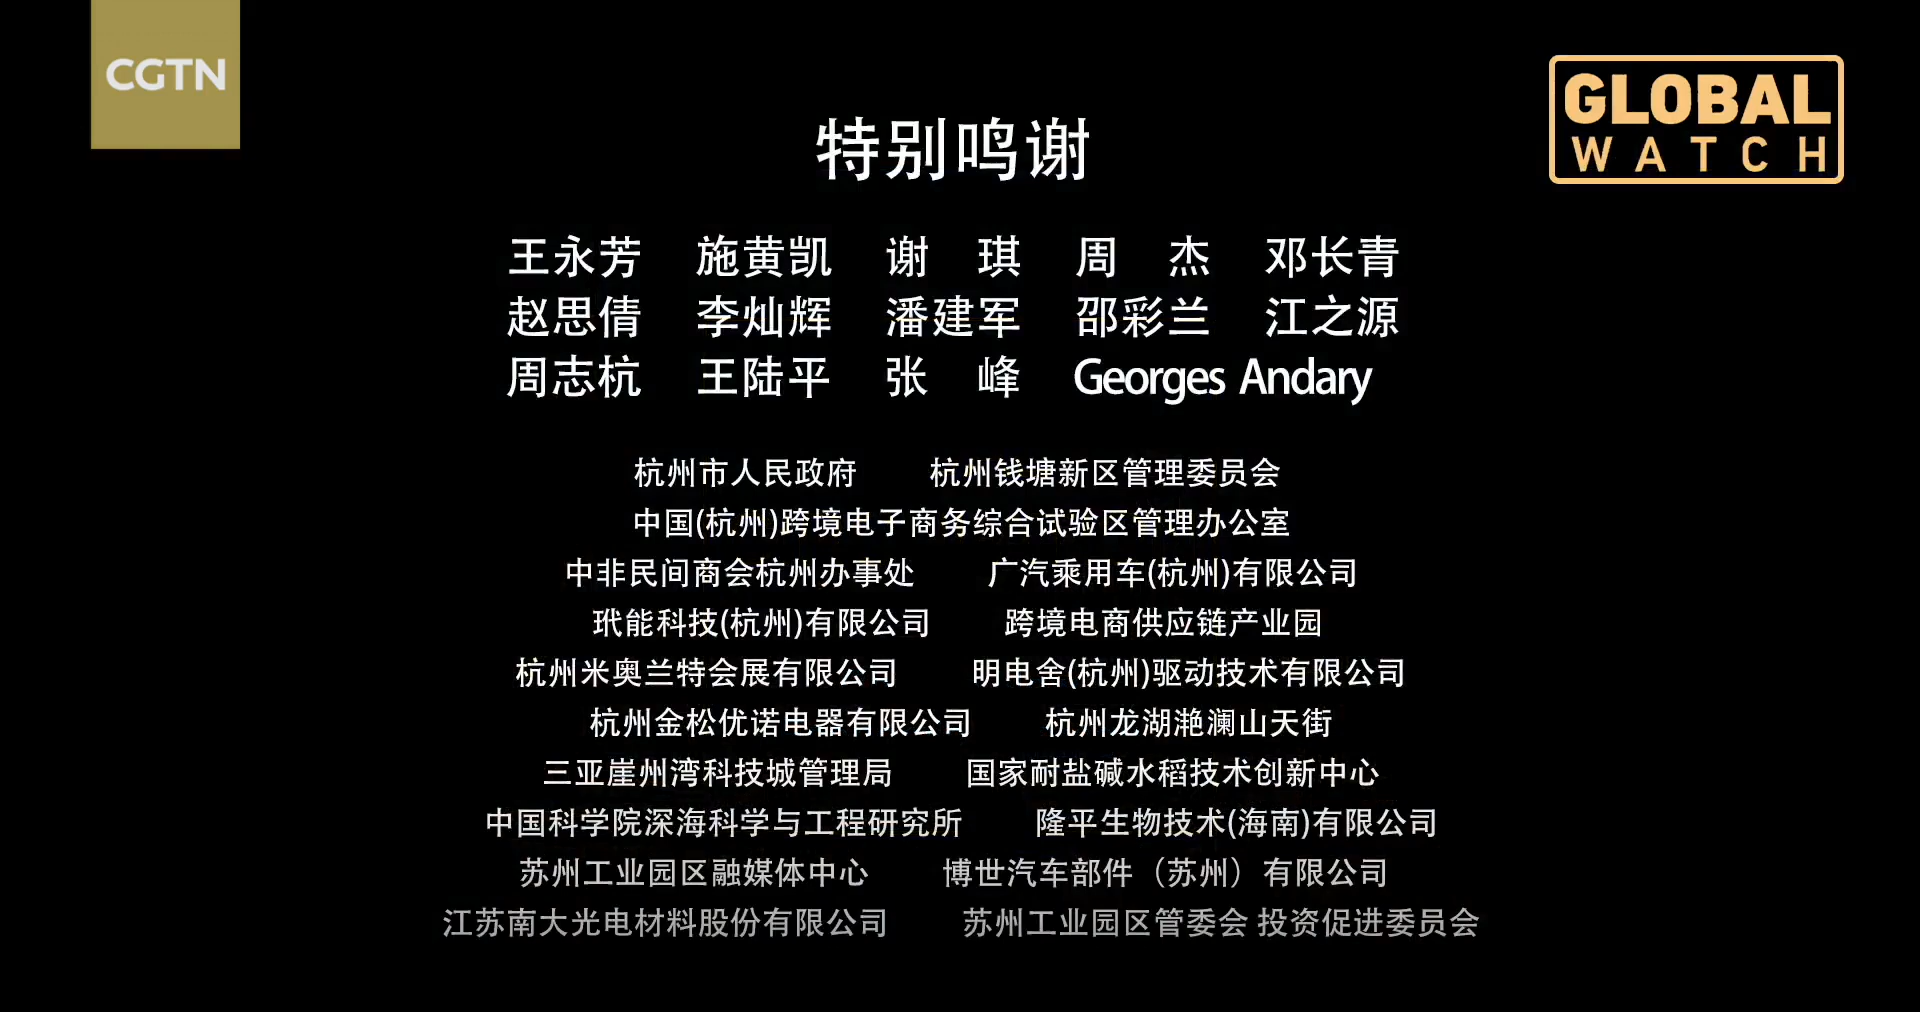 CGTN
GLOBAL
WATCH
特别鸣谢
王永芳 施黄凯 谢 琪 周 杰 邓长青
赵思倩 李灿辉 潘建军 邵彩兰 江之源
周志杭 王陆平 张 峰 Georges Andary
杭州市人民政府 杭州钱塘新区管理委员会
中国(杭州)跨境电子商务综合试验区管理办公室
中非民间商会杭州办事处 广汽乘用车(杭州)有限公司
玳能科技(杭州)有限公司 跨境电商供应链产业园
杭州米奥兰特会展有限公司 明电舍(杭州)驱动技术有限公司
杭州金松优诺电器有限公司 杭州龙湖滟澜山天街
三亚崖州湾科技城管理局 国家耐盐碱水稻技术创新中心
中国科学院深海科学与工程研究所 隆平生物技术(海南)有限公司
苏州工业园区融媒体中心 博世汽车部件（苏州）有限公司
江苏南大光电材料股份有限公司 苏州工业园区管委会 投资促进委员会